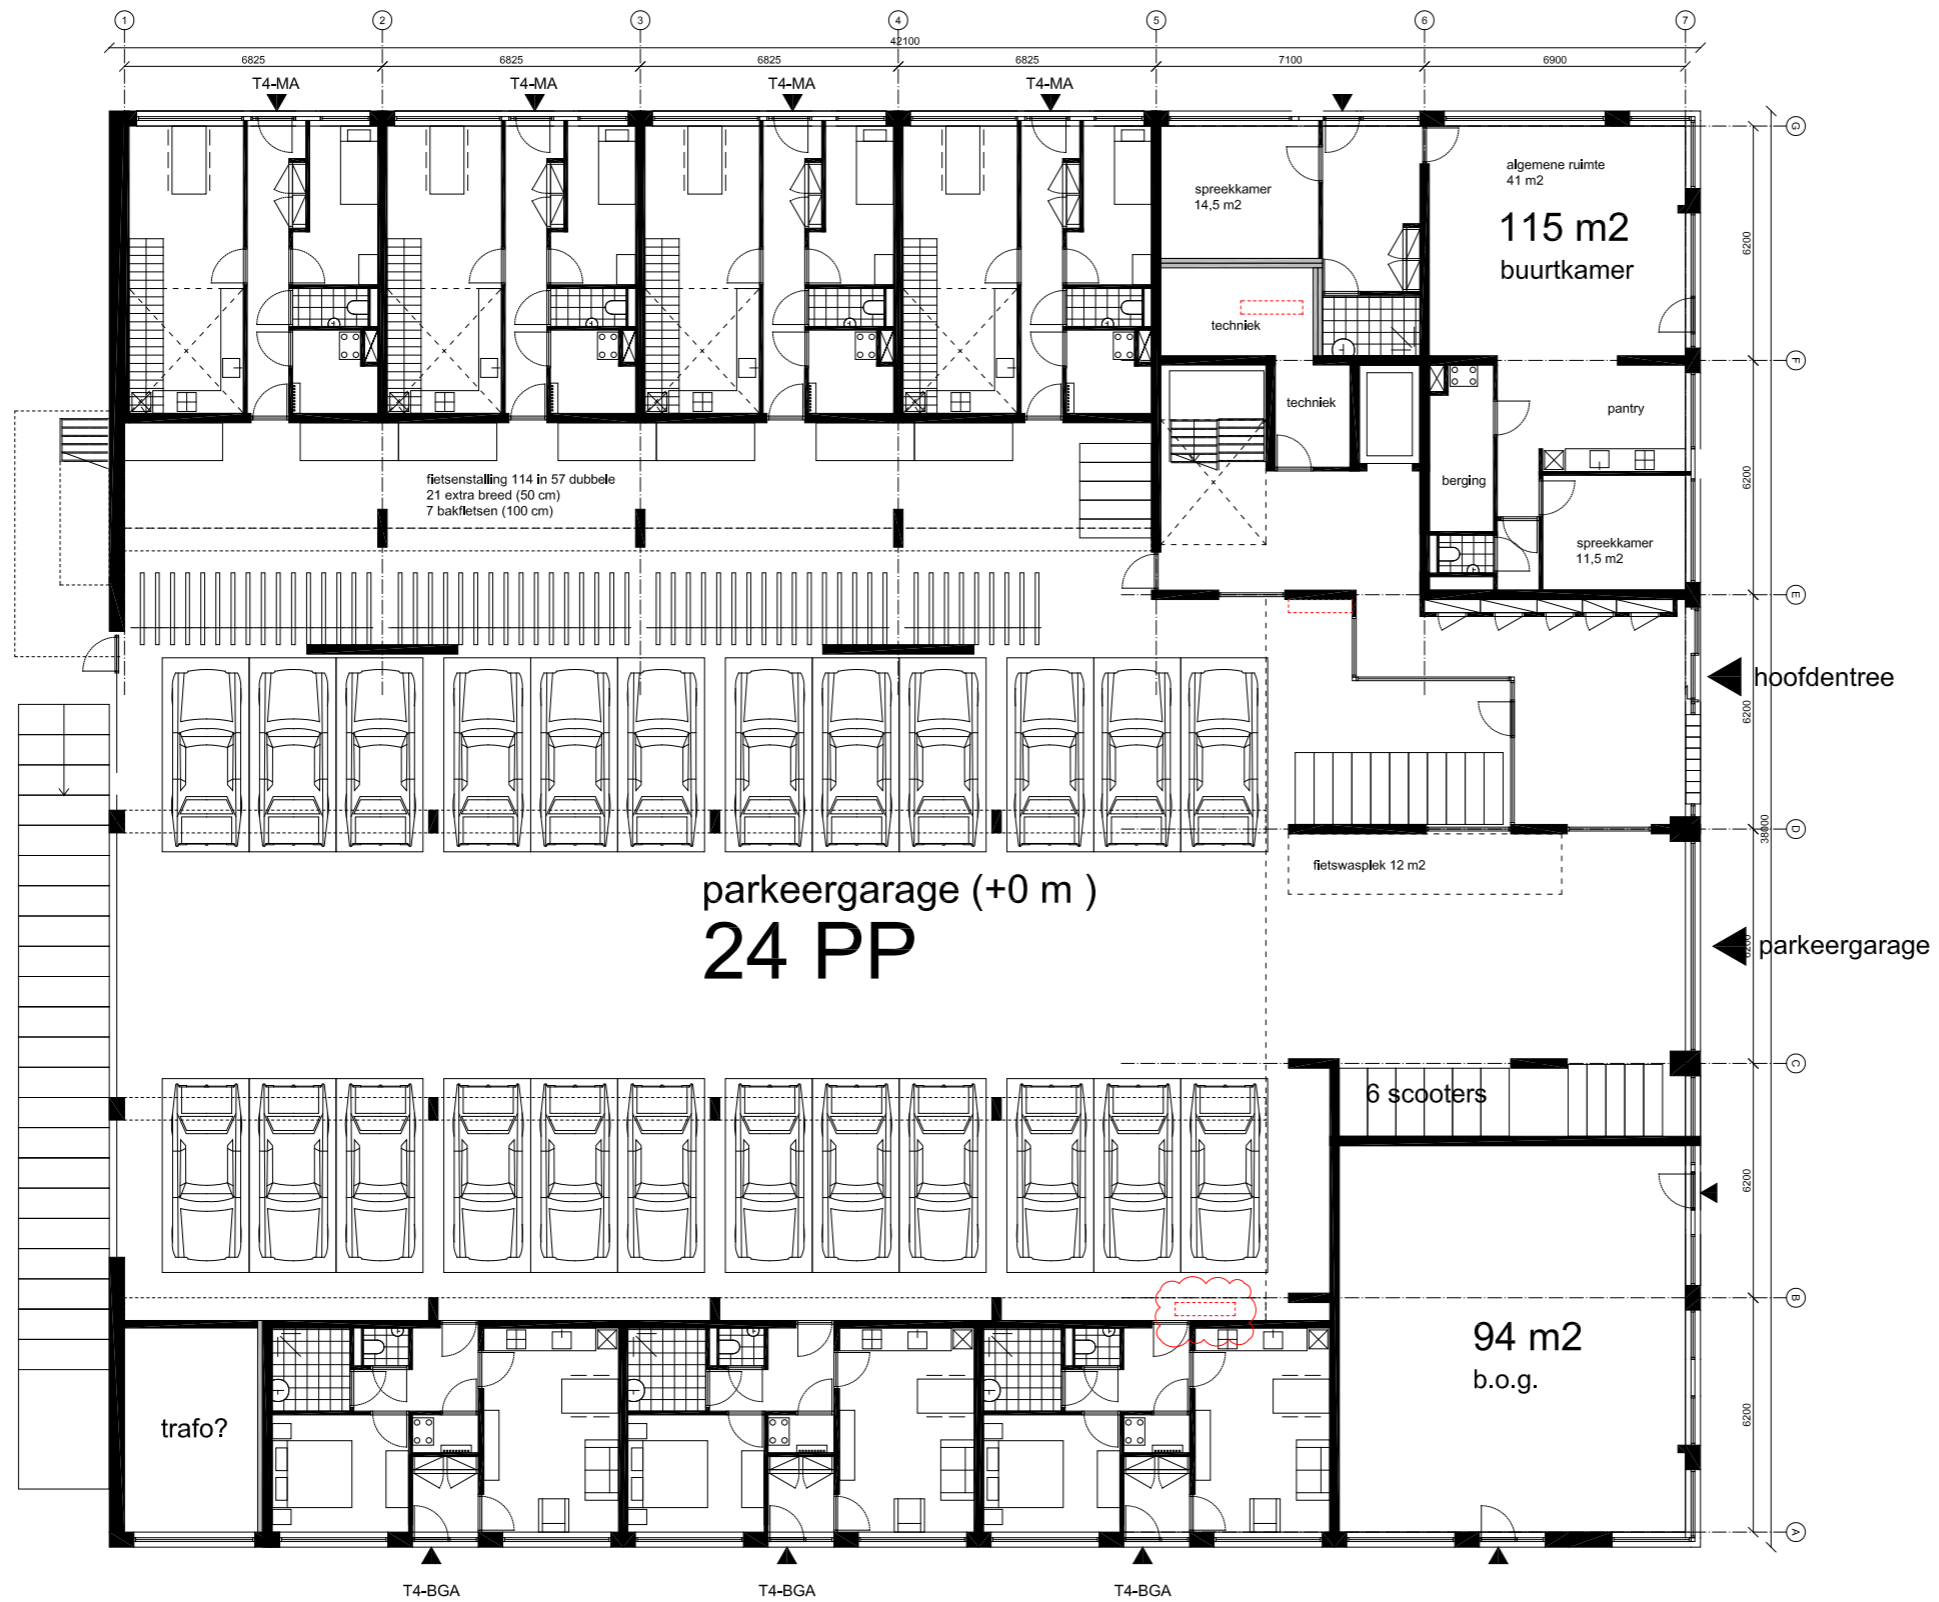 1 2 3 4 5 6 7
42100
6825 6825 6825 6825 7100 6900
T4-MA T4-MA T4-MA T4-MA
G
algemene ruimte
41 m2
spreekkamer
14,5 m2
115 m2
buurtkamer
6200
techniek
F
techniek
pantry
fietsenstalling 114 in 57 dubbele
21 extra breed (50 cm)
7 bakfietsen (100 cm)
berging
6200
spreekkamer
11,5 m2
E
hoofdentree
6200
D
38000
fietswasplek 12 m2
parkeergarage (+0 m )
24 PP
6200
parkeergarage
C
6 scooters
6200
B
94 m2
b.o.g.
6200
trafo?
A
T4-BGA T4-BGA T4-BGA